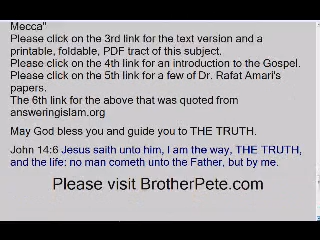 Mecca"
Please click on the 3rd link for the text version and a
printable, foldable, PDF tract of this subject.
Please click on the 4th link for an introduction to the Gospel.
Please click on the 5th link for a few of Dr. Rafat Amari's
papers.
The 6th link for the above that was quoted from
answeringislam.org
May God bless you and guide you to THE TRUTH.
John 14:6 Jesus saith unto him, I am the way, THE TRUTH,
and the life: no man cometh unto the Father, but by me.
Please visit BrotherPete.com